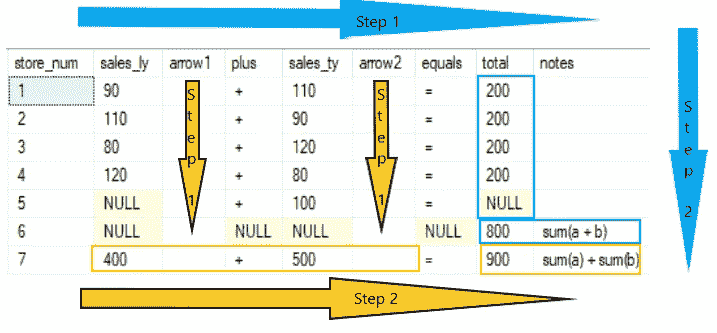 Step 1
store_num sales_ly arrow1 plus sales_ty arrow2 equals total notes
1 90 + 110 = 200
2 110 + 90 = 200
3 80 + 120 = 200
4 120 + 80 = 200
5 NULL + 100 = NULL
6 NULL NULL NULL NULL 800 sum(a + b)
7 400 + 500 = 900 sum(a) + sum(b)
Step 1
Step 1
Step 2
Step 2